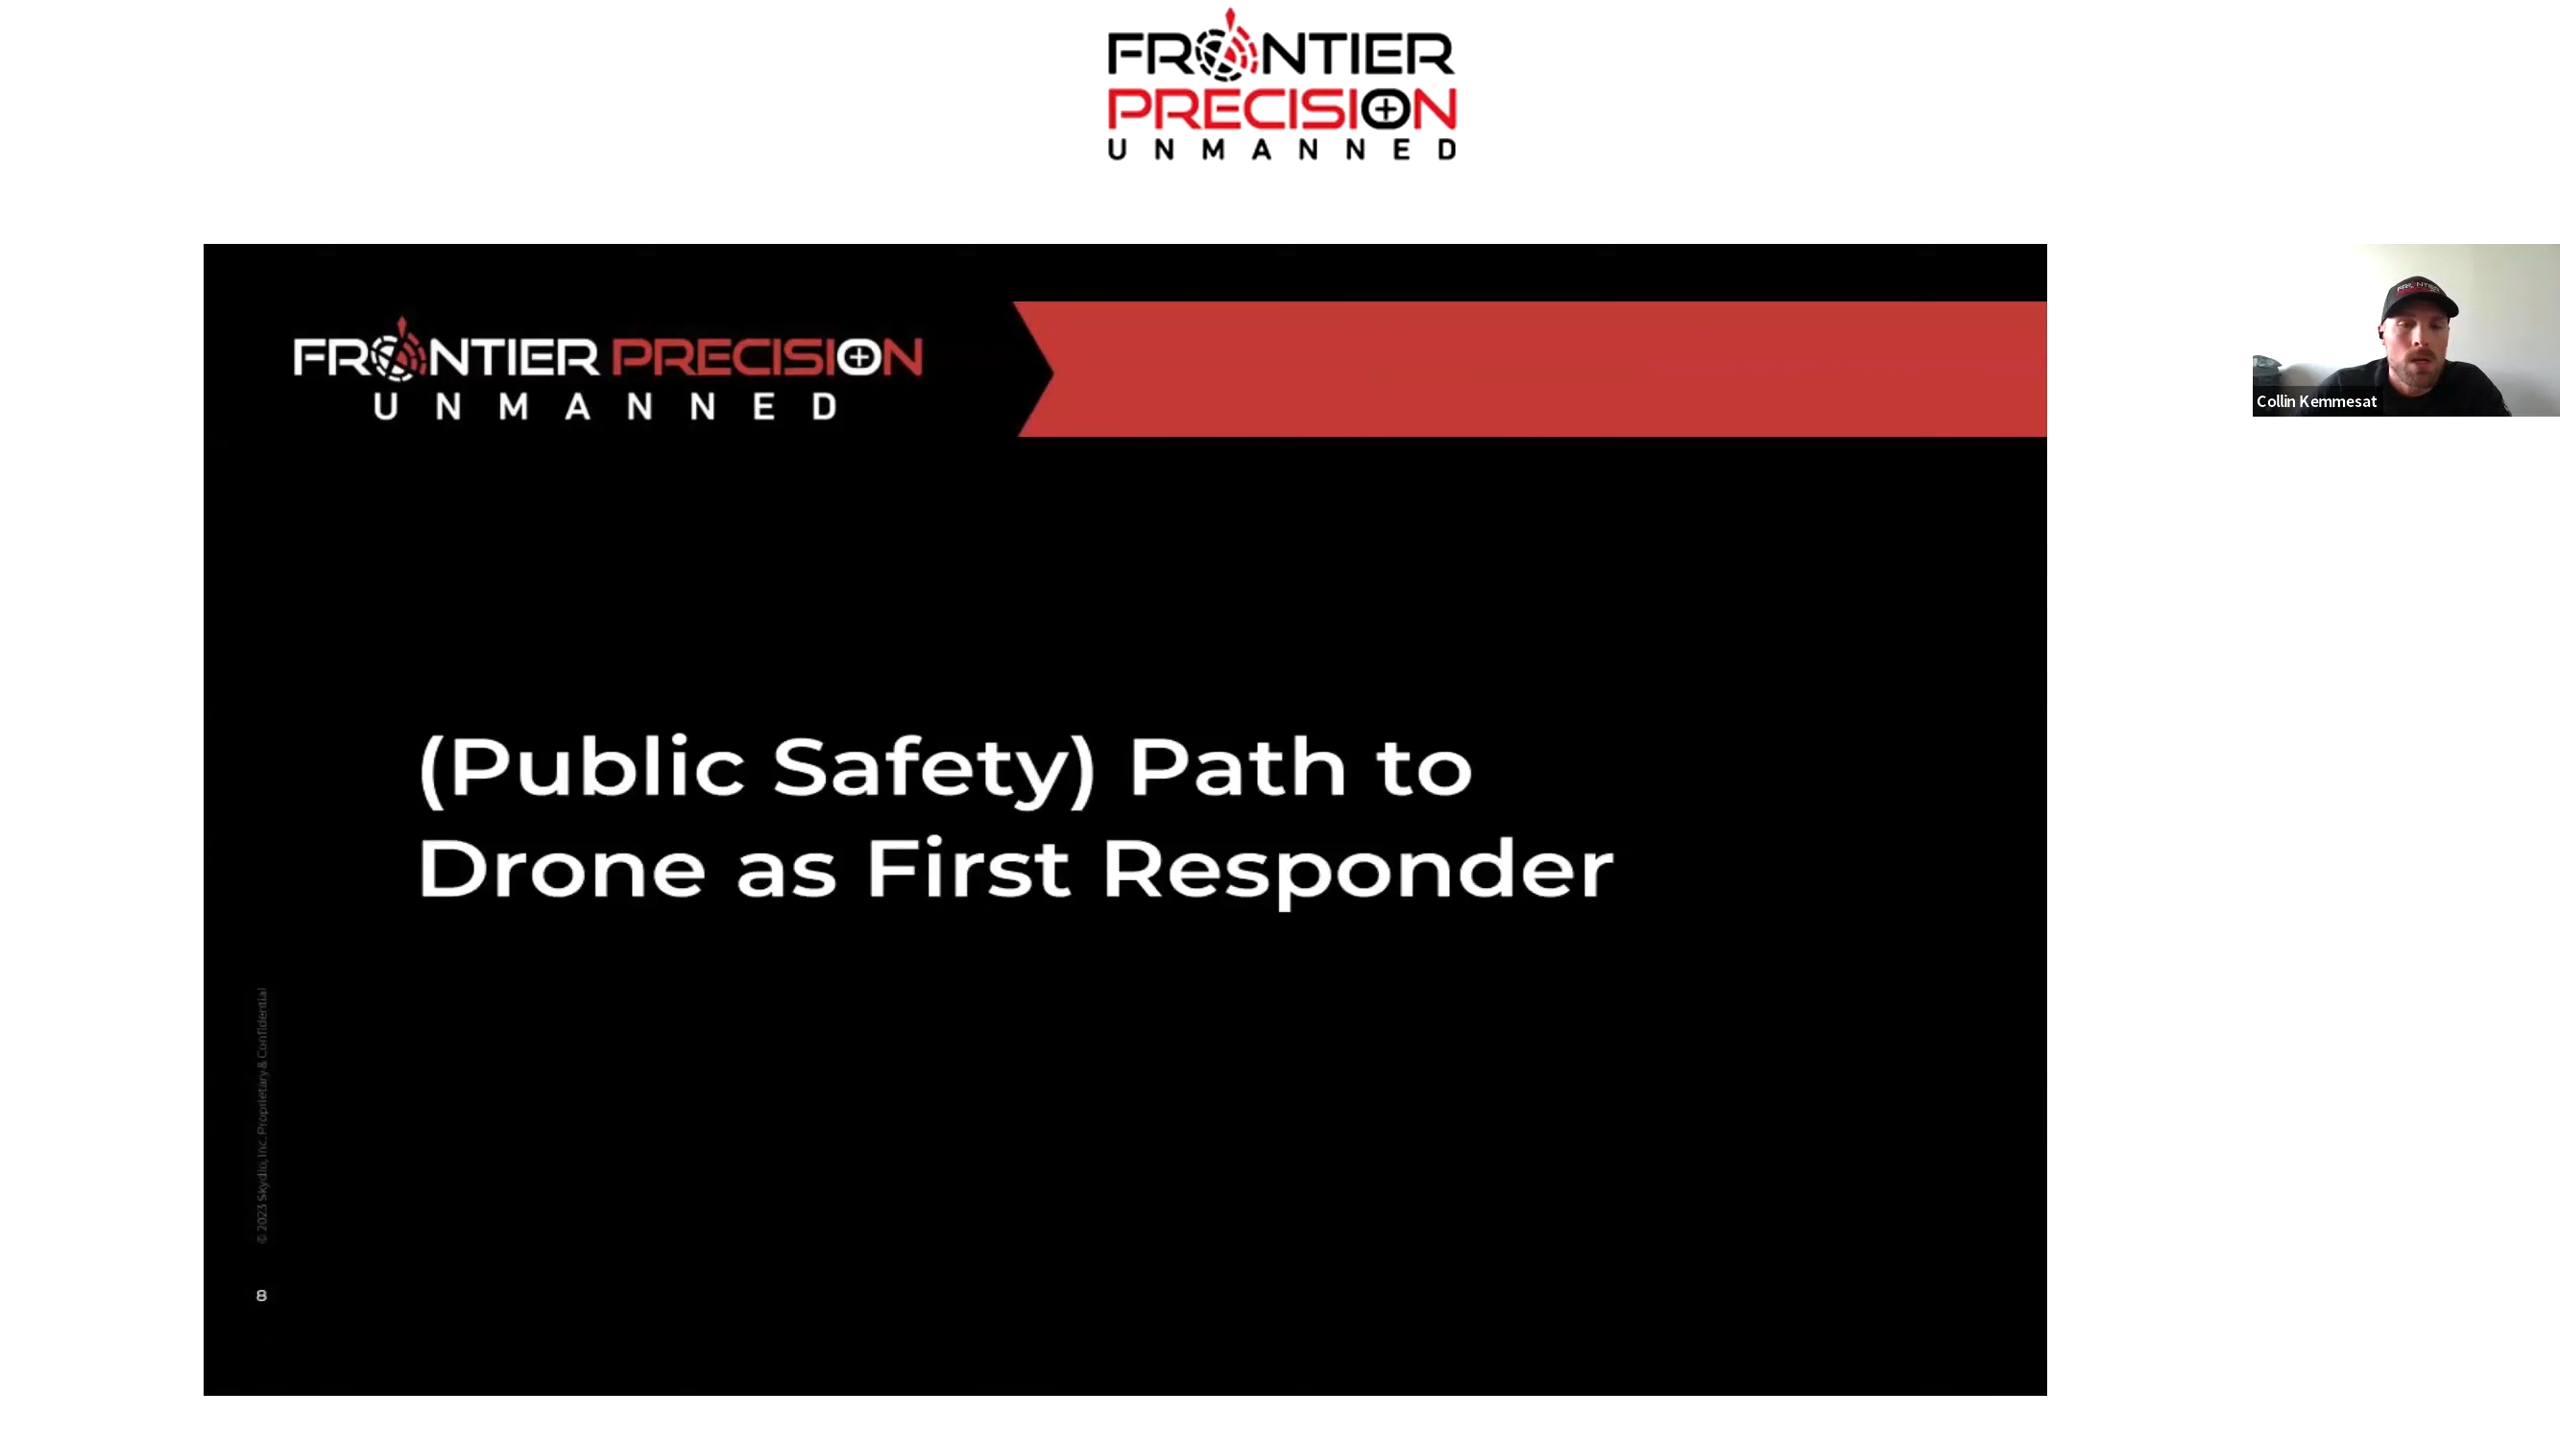 FRONTIER
PRECISION
UNMANNED
FRONTIER PRECISION
UNMANNED
FRONTIER
Collin Kemmesat
(Public Safety) Path to
Drone as First Responder
© 2023 Skydio, Inc. Proprietary & Confidential
8